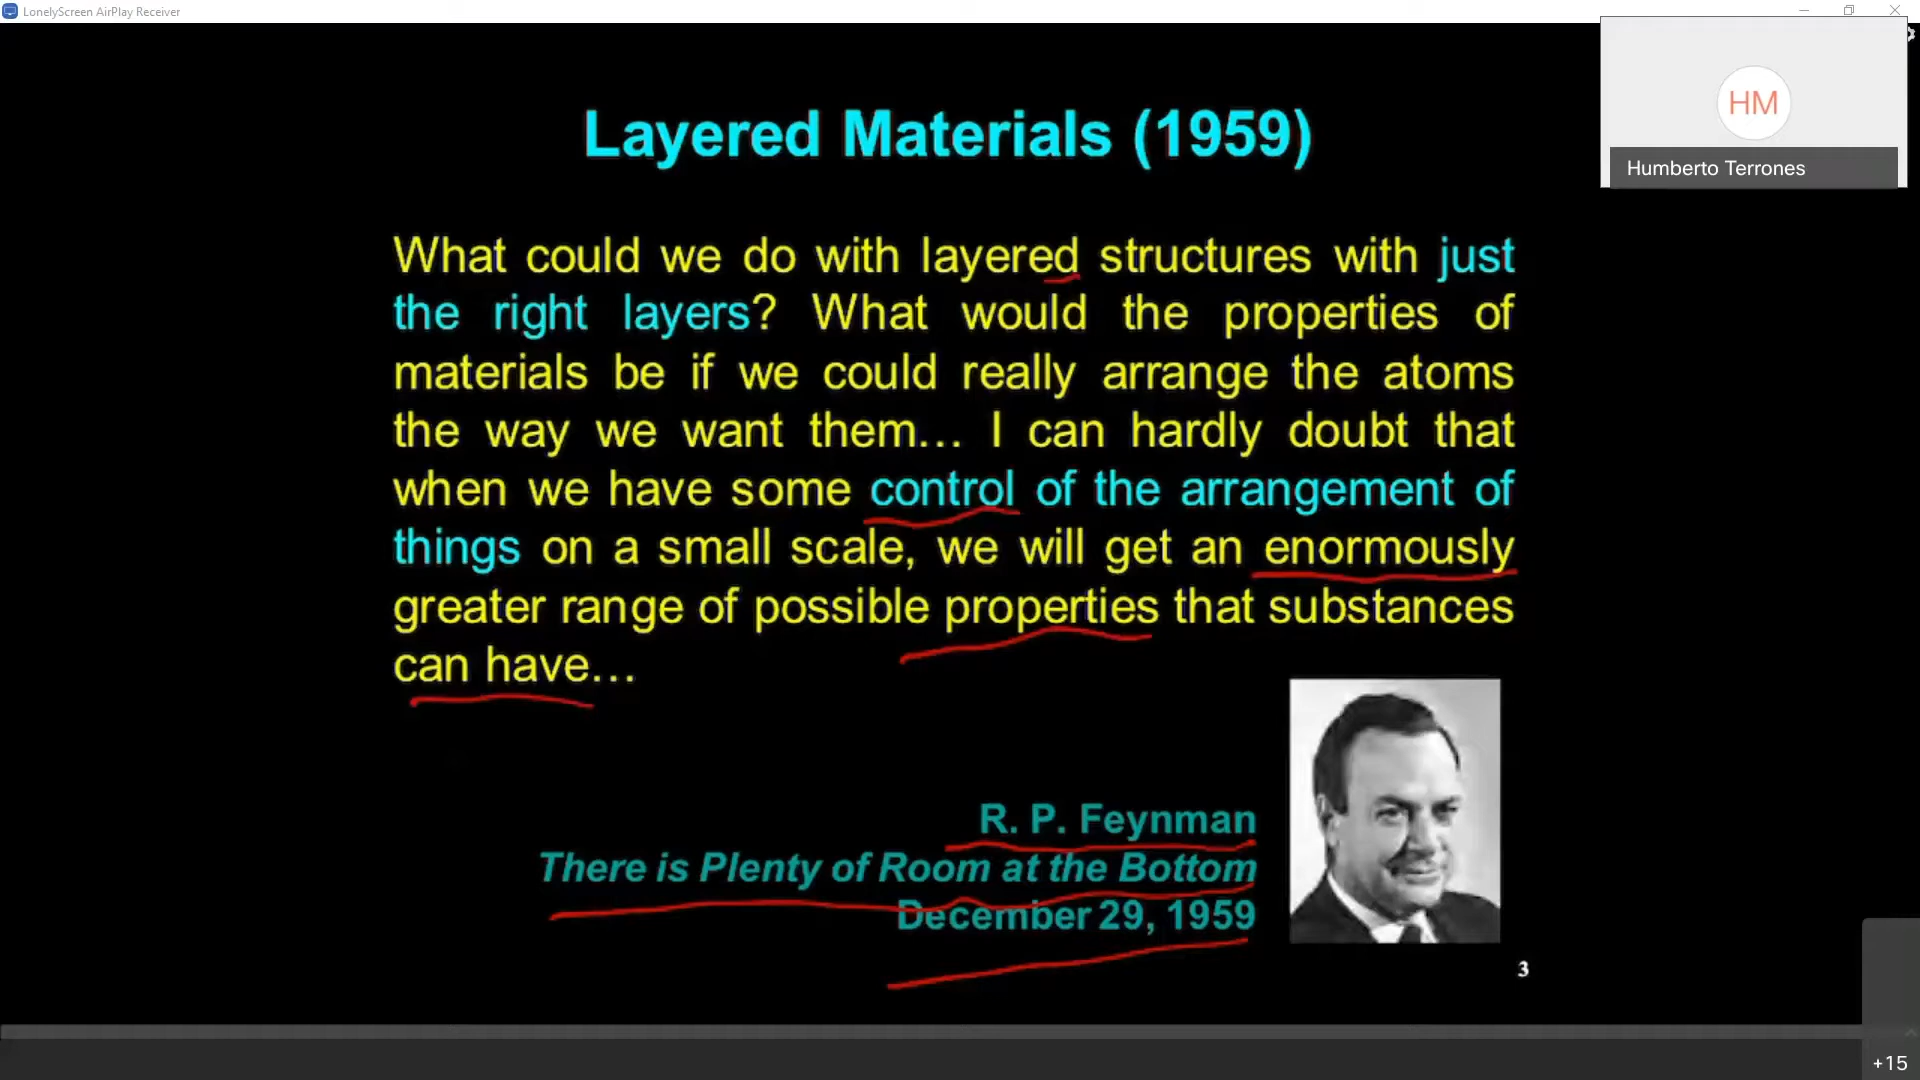 LonelyScreen AirPlay Receiver
HM
Humberto Terrones
Layered Materials (1959)
What could we do with layered structures with just
the right layers? What would the properties of
materials be if we could really arrange the atoms
the way we want them... I can hardly doubt that
when we have some control of the arrangement of
things on a small scale, we will get an enormously
greater range of possible properties that substances
can have...
R. P. Feynman
There is Plenty of Room at the Bottom
December 29, 1959
3
+15